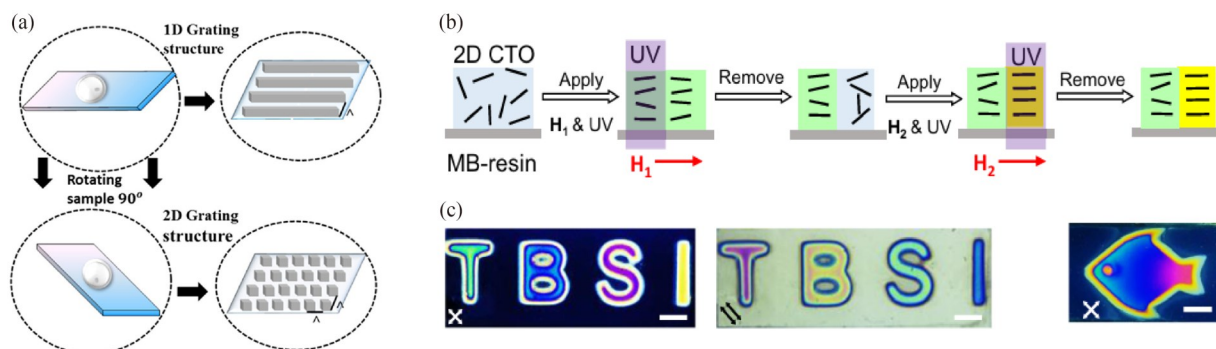 (a)
1D Grating
structure
Λ
Rotating
sample 90°
2D Grating
structure
Λ
Λ
(b)
2D CTO
UV
Apply
H₁ & UV
Remove
Apply
H₂ & UV
UV
Remove
MB-resin
H₁
H₂
(c)
T B S I
T B S I